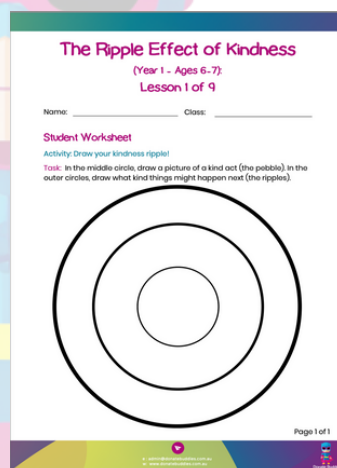 The Ripple Effect of Kindness
(Year 1 - Ages 6-7):
Lesson 1 of 9
Name: Class:
Student Worksheet
Activity: Draw your kindness ripple!
Task: In the middle circle, draw a picture of a kind act (the pebble). In the
outer circles, draw what kind things might happen next (the ripples).
Page 1 of 1